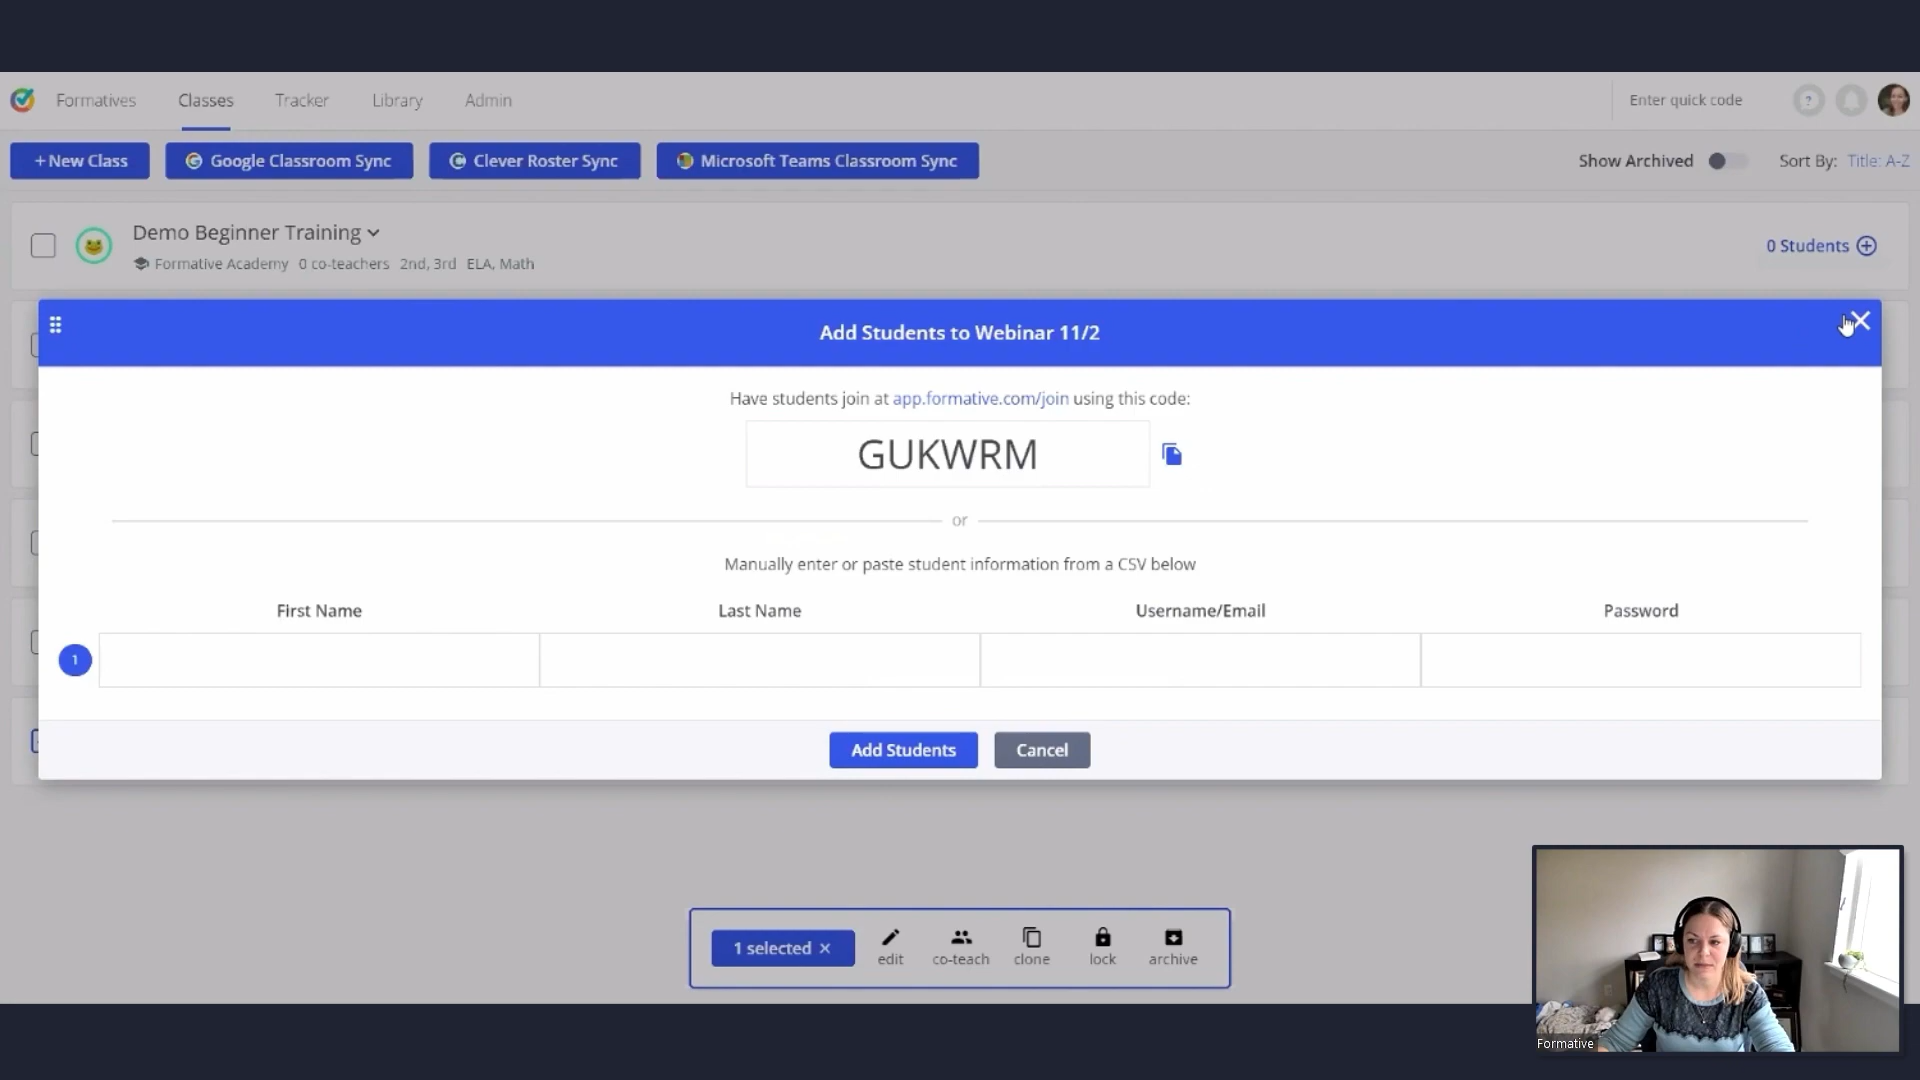 Formatives Classes Tracker Library Admin Enter quick code ?
+ New Class Google Classroom Sync Clever Roster Sync Microsoft Teams Classroom Sync Show Archived Sort By: Title: A-Z
Demo Beginner Training
Formative Academy 0 co-teachers 2nd, 3rd ELA, Math
0 Students
Add Students to Webinar 11/2
Have students join at app.formative.com/join using this code:
GUKWRM
or
Manually enter or paste student information from a CSV below
First Name Last Name Username/Email Password
1
Add Students Cancel
1 selected × edit co-teach clone lock archive
Formative